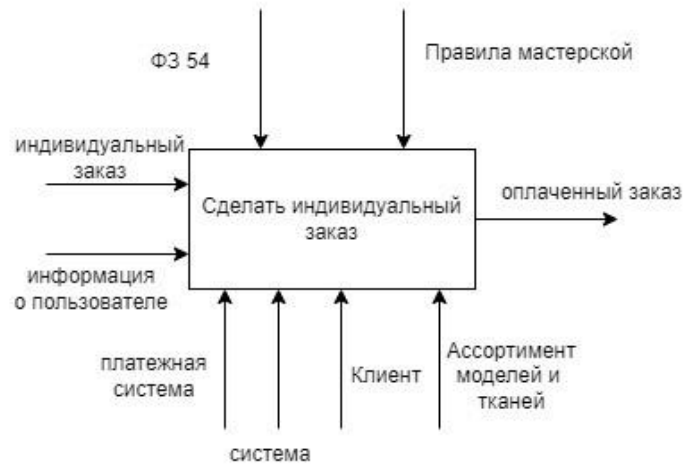 ФЗ 54
Правила мастерской
индивидуальный
заказ
Сделать индивидуальный
заказ
оплаченный заказ
информация
о пользователе
платежная
система
система
Клиент
Ассортимент
моделей и
тканей